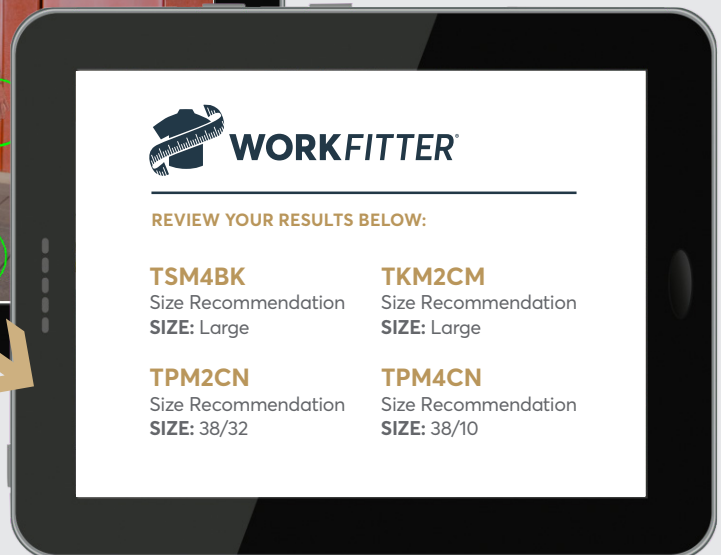 WORKFITTER®
REVIEW YOUR RESULTS BELOW:
TSM4BK
Size Recommendation
SIZE: Large
TKM2CM
Size Recommendation
SIZE: Large
TPM2CN
Size Recommendation
SIZE: 38/32
TPM4CN
Size Recommendation
SIZE: 38/10